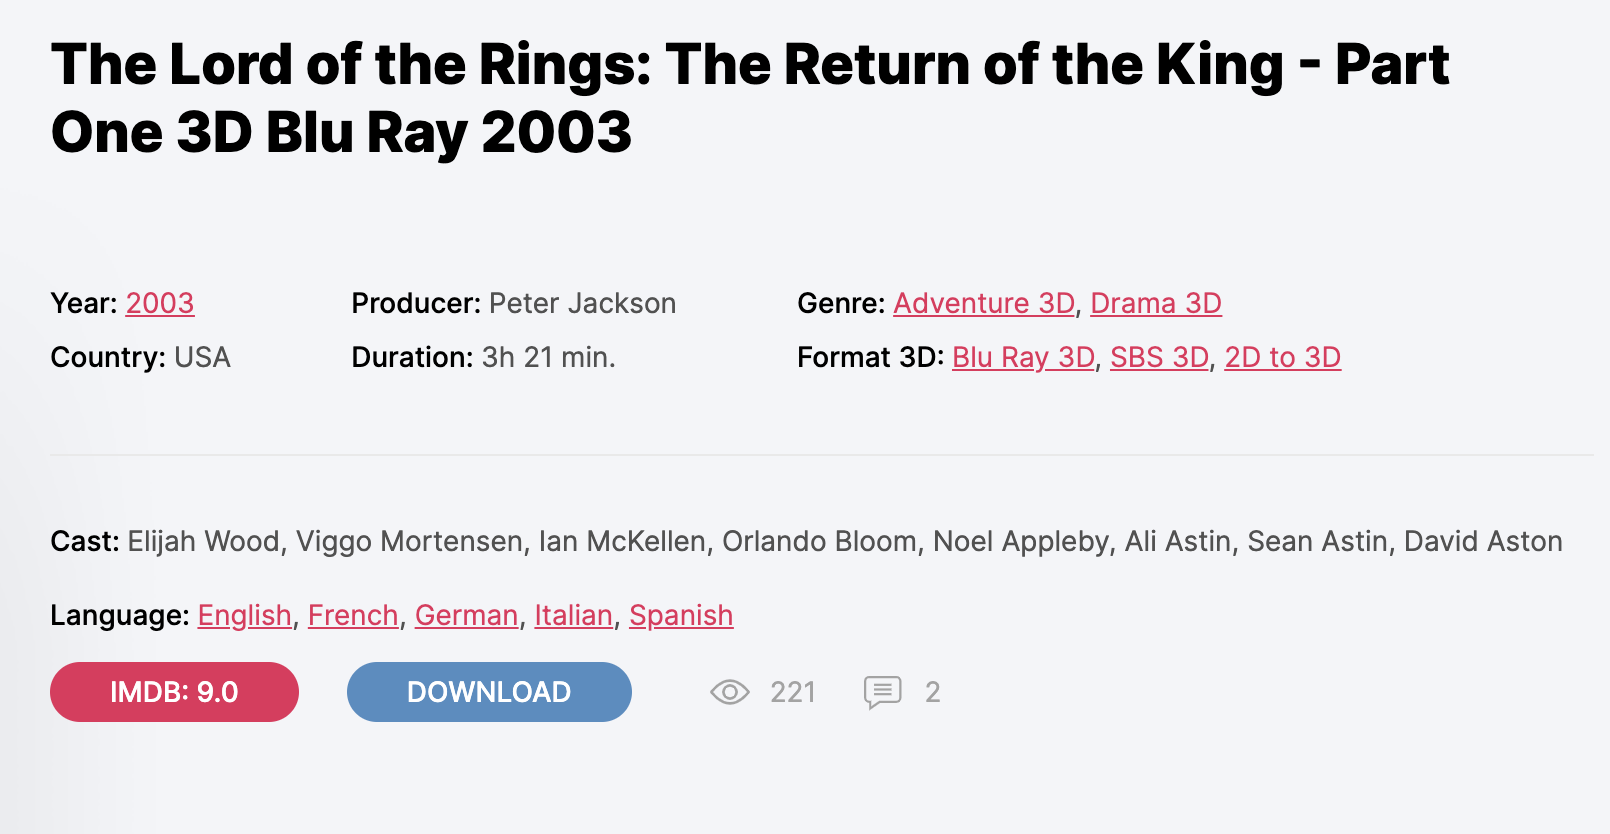 The Lord of the Rings: The Return of the King - Part
One 3D Blu Ray 2003
Year: 2003 Producer: Peter Jackson Genre: Adventure 3D, Drama 3D
Country: USA Duration: 3h 21 min. Format 3D: Blu Ray 3D, SBS 3D, 2D to 3D
Cast: Elijah Wood, Viggo Mortensen, Ian McKellen, Orlando Bloom, Noel Appleby, Ali Astin, Sean Astin, David Aston
Language: English, French, German, Italian, Spanish
IMDB: 9.0 DOWNLOAD 221 2